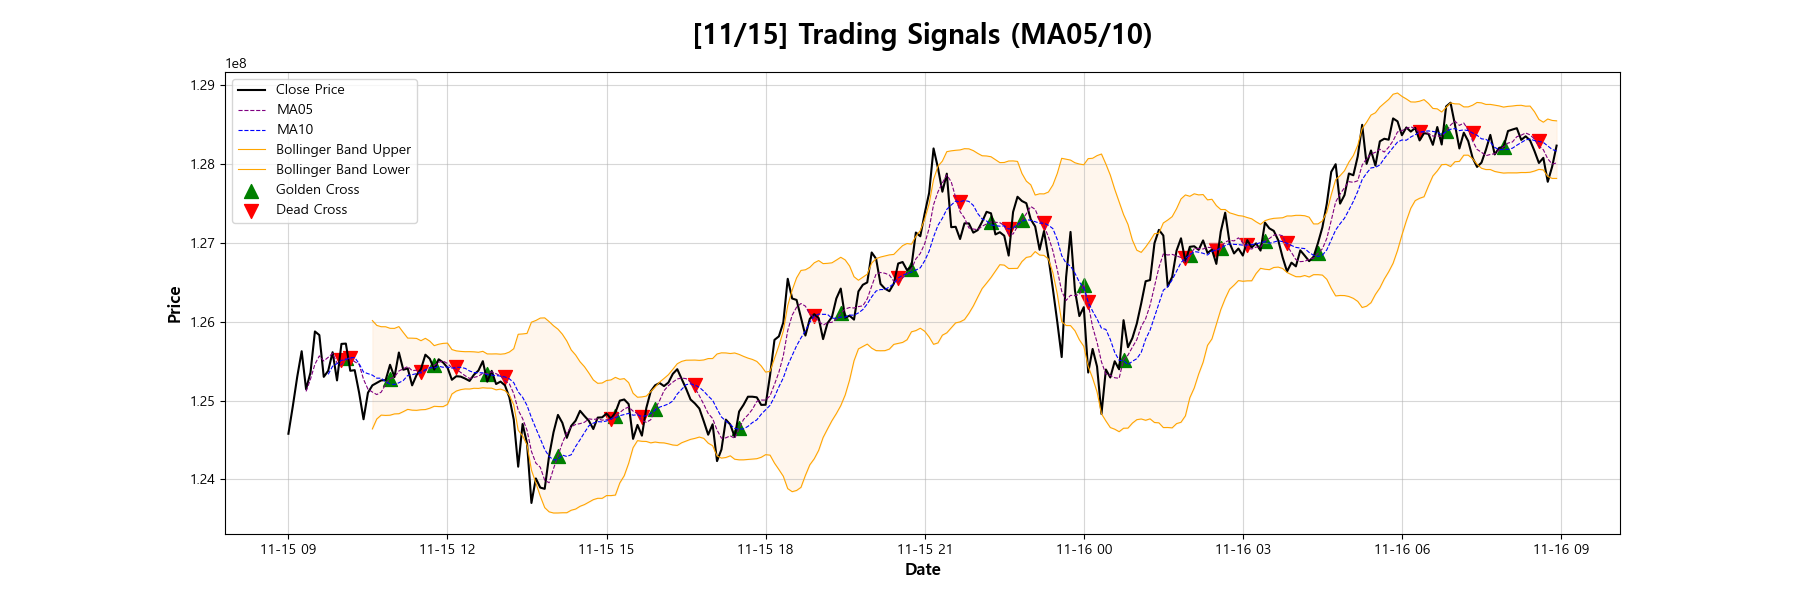 [11/15] Trading Signals (MA05/10)
1e8
1.29
1.28
1.27
1.26
1.25
1.24
Price
Close Price
MA05
MA10
Bollinger Band Upper
Bollinger Band Lower
Golden Cross
Dead Cross
11-15 09
11-15 12
11-15 15
11-15 18
11-15 21
11-16 00
11-16 03
11-16 06
11-16 09
Date